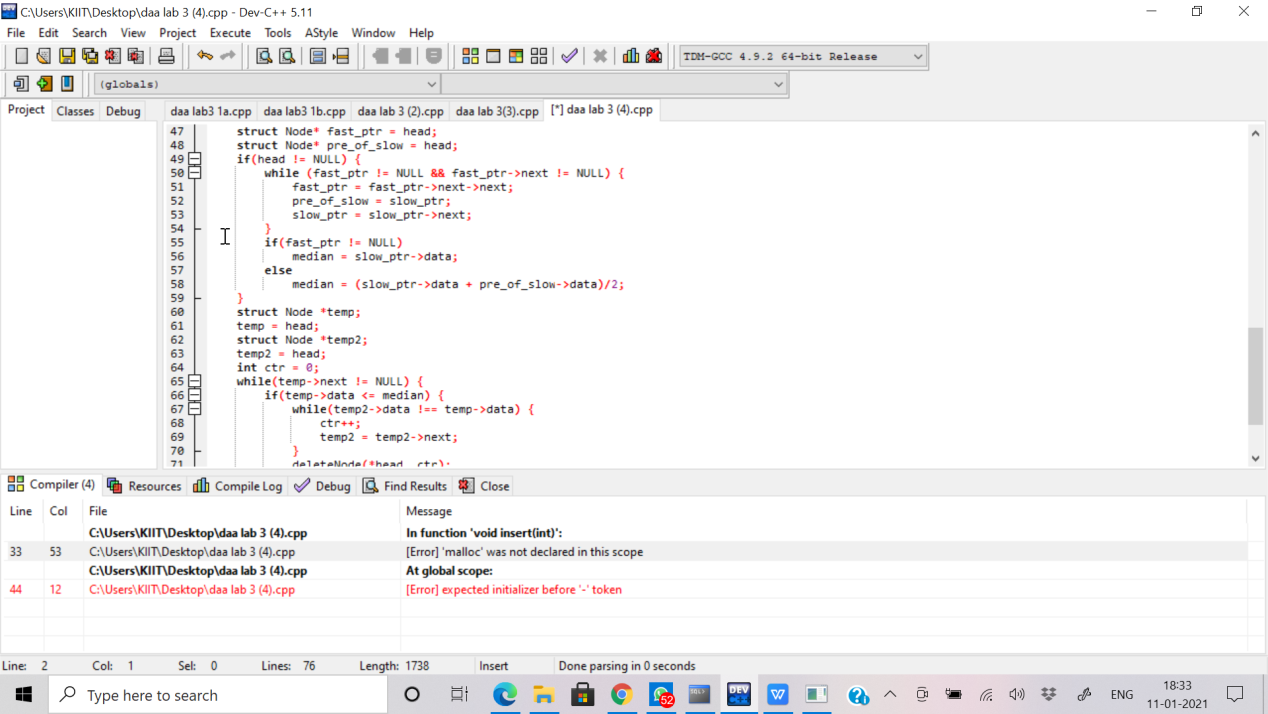 C:\Users\KIIT\Desktop\daa lab 3 (4).cpp - Dev-C++ 5.11
File Edit Search View Project Execute Tools AStyle Window Help
TDM-GCC 4.9.2 64-bit Release
(globals)
Project Classes Debug daa lab3 1a.cpp daa lab3 1b.cpp daa lab 3 (2).cpp daa lab 3(3).cpp [*] daa lab 3 (4).cpp
47 struct Node* fast_ptr = head;
48 struct Node* pre_of_slow = head;
49 if(head != NULL) {
50 while (fast_ptr != NULL && fast_ptr->next != NULL) {
51 fast_ptr = fast_ptr->next->next;
52 pre_of_slow = slow_ptr;
53 slow_ptr = slow_ptr->next;
54 }
55 if(fast_ptr != NULL)
56 median = slow_ptr->data;
57 else
58 median = (slow_ptr->data + pre_of_slow->data)/2;
59 }
60 struct Node *temp;
61 temp = head;
62 struct Node *temp2;
63 temp2 = head;
64 int ctr = 0;
65 while(temp->next != NULL) {
66 if(temp->data <= median) {
67 while(temp2->data !== temp->data) {
68 ctr++;
69 temp2 = temp2->next;
70 }
71 deleteNode(*head, ctr);
Compiler (4) Resources Compile Log Debug Find Results Close
Line Col File Message
C:\Users\KIIT\Desktop\daa lab 3 (4).cpp In function 'void insert(int)':
33 53 C:\Users\KIIT\Desktop\daa lab 3 (4).cpp [Error] 'malloc' was not declared in this scope
C:\Users\KIIT\Desktop\daa lab 3 (4).cpp At global scope:
44 12 C:\Users\KIIT\Desktop\daa lab 3 (4).cpp [Error] expected initializer before '-' token
Line: 2 Col: 1 Sel: 0 Lines: 76 Length: 1738 Insert Done parsing in 0 seconds
Type here to search
52
DEV
ENG
18:33
11-01-2021